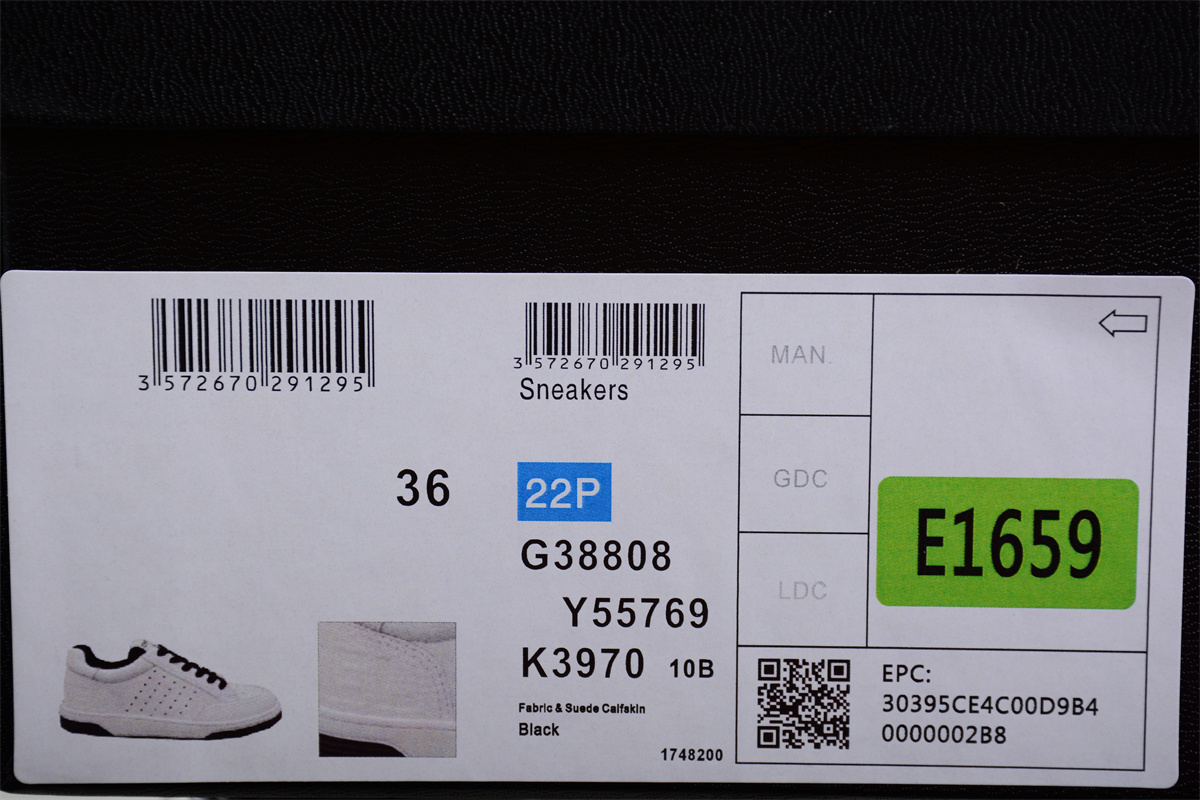 3 572670 291295
36
3 572670 291295
Sneakers
22P
G38808
Y55769
K3970 10B
Fabric & Suede Calfskin
Black
1748200
MAN.
GDC
LDC
E1659
EPC:
30395CE4C00D9B4
0000002B8